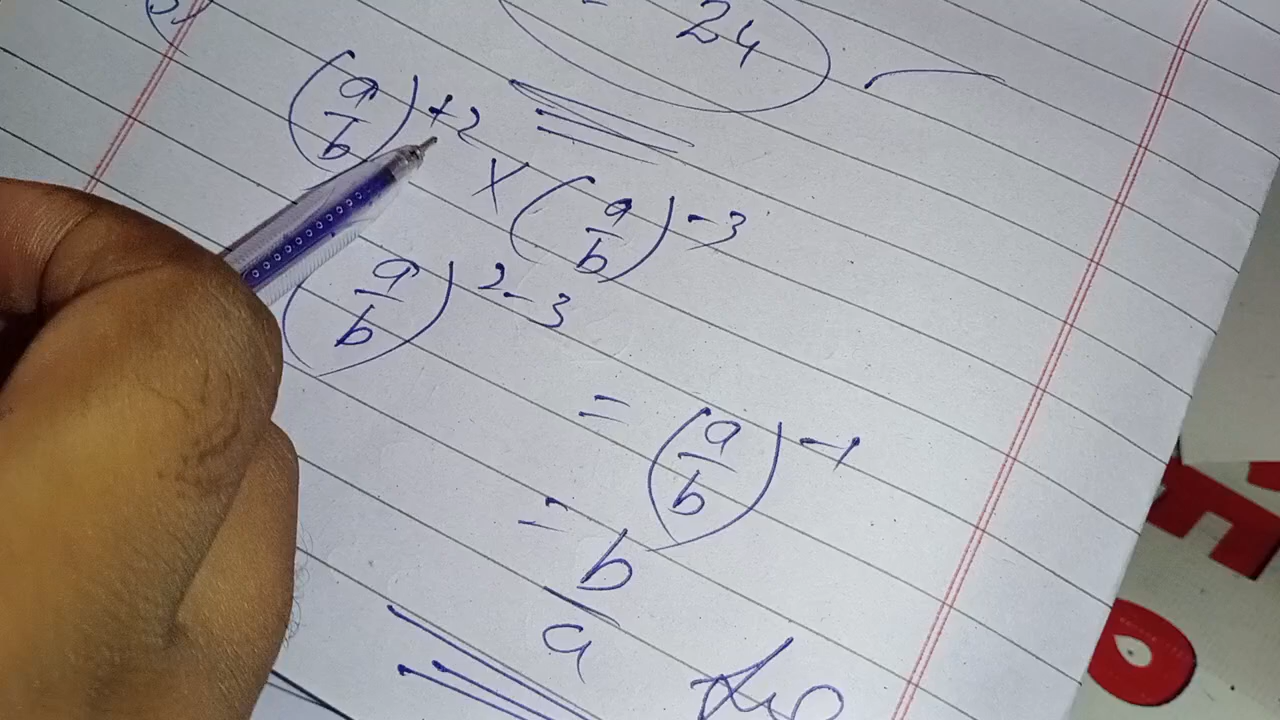 = 24
(a/b)^{+2} × (a/b)^{-3}
(a/b)^{2-3}
= (a/b)^{-1}
= b/a